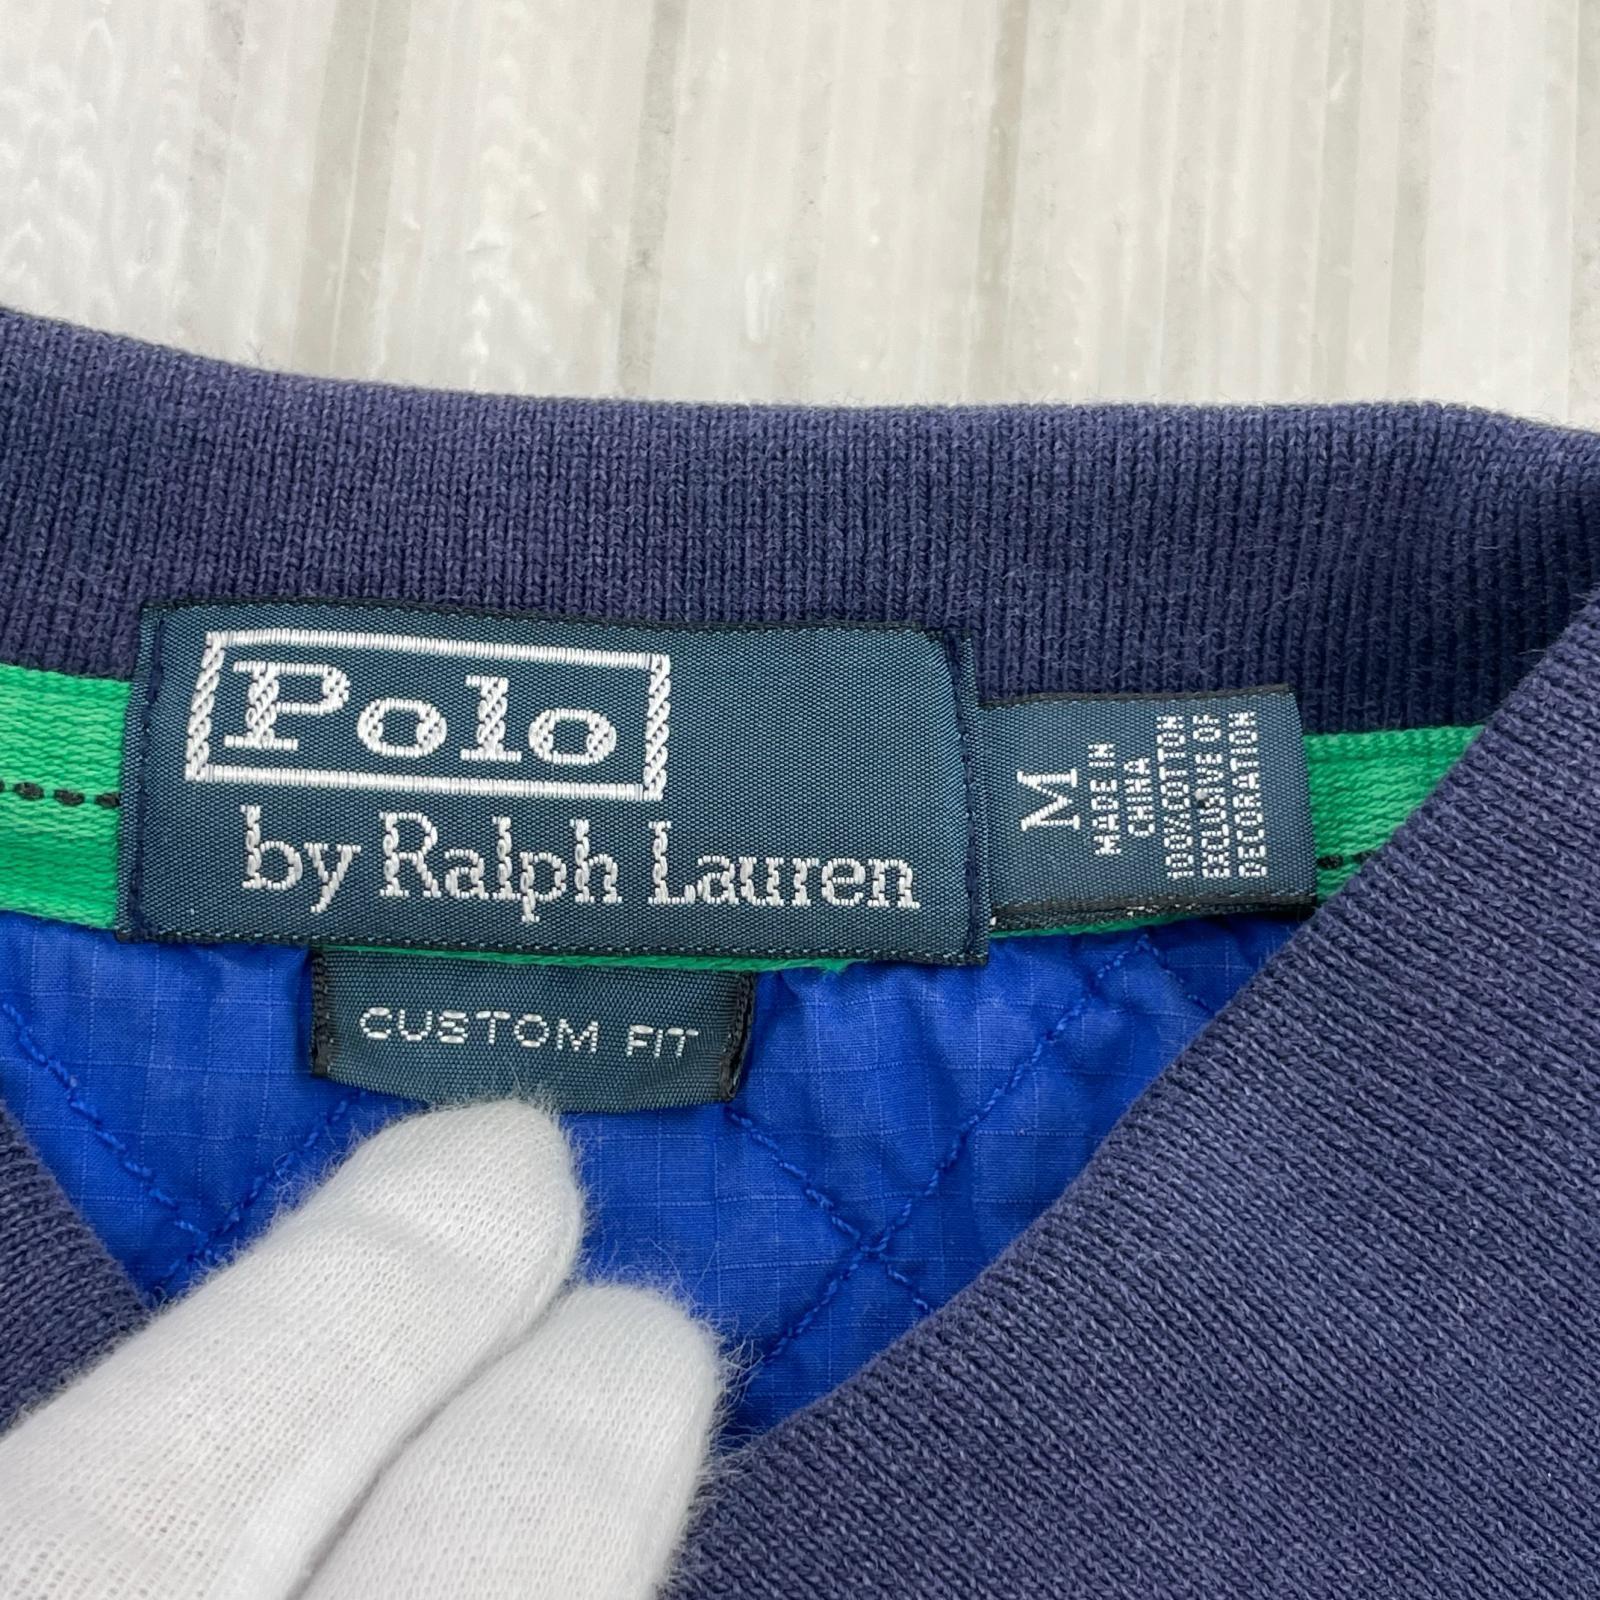 Polo
by Ralph Lauren
M
MADE IN
CHINA
100% COTTON
EXCLUSIVE OF
DECORATION
CUSTOM FIT